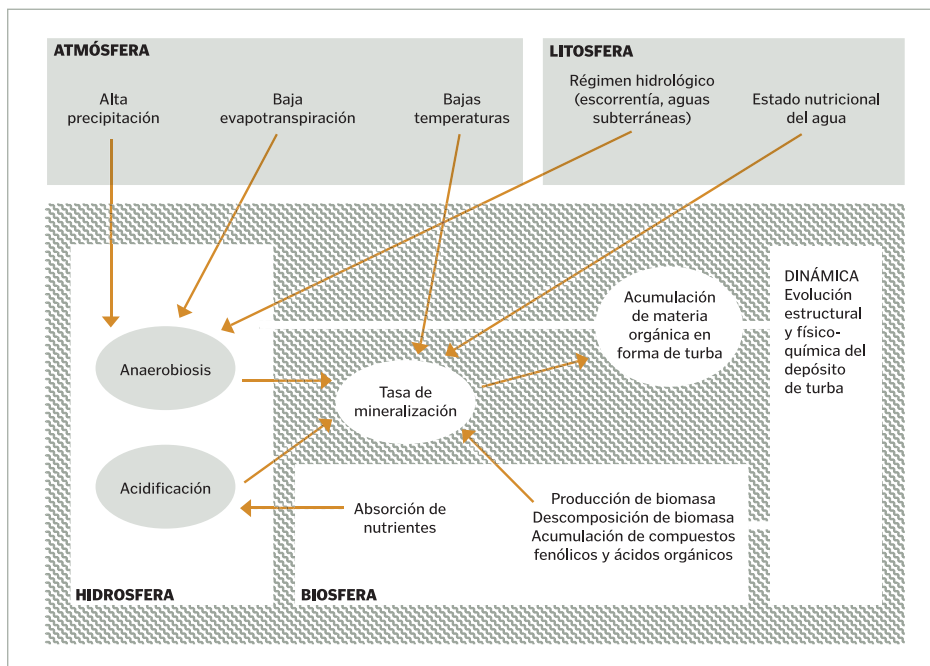 ATMÓSFERA
Alta
precipitación
Baja
evapotranspiración
Bajas
temperaturas
LITOSFERA
Régimen hidrológico
(escorrentía, aguas
subterráneas)
Estado nutricional
del agua
Anaerobiosis
Acidificación
HIDROSFERA
Tasa de
mineralización
Acumulación
de materia
orgánica en
forma de turba
DINÁMICA
Evolución
estructural
y físico-
química del
depósito
de turba
Absorción de
nutrientes
Producción de biomasa
Descomposición de biomasa
Acumulación de compuestos
fenólicos y ácidos orgánicos
BIOSFERA